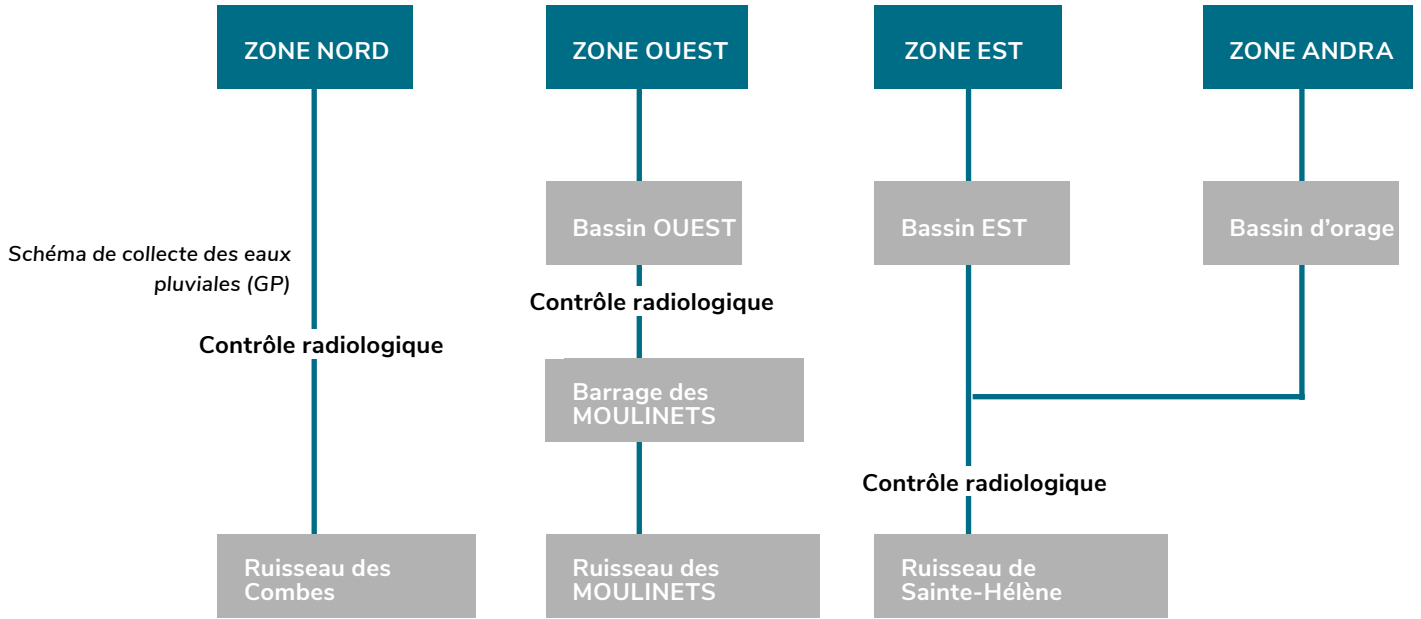 ZONE NORD
ZONE OUEST
ZONE EST
ZONE ANDRA
Bassin OUEST
Bassin EST
Bassin d’orage
Schéma de collecte des eaux
pluviales (GP)
Contrôle radiologique
Contrôle radiologique
Barrage des
MOULINETS
Contrôle radiologique
Ruisseau des
Combes
Ruisseau des
MOULINETS
Ruisseau de
Sainte-Hélène